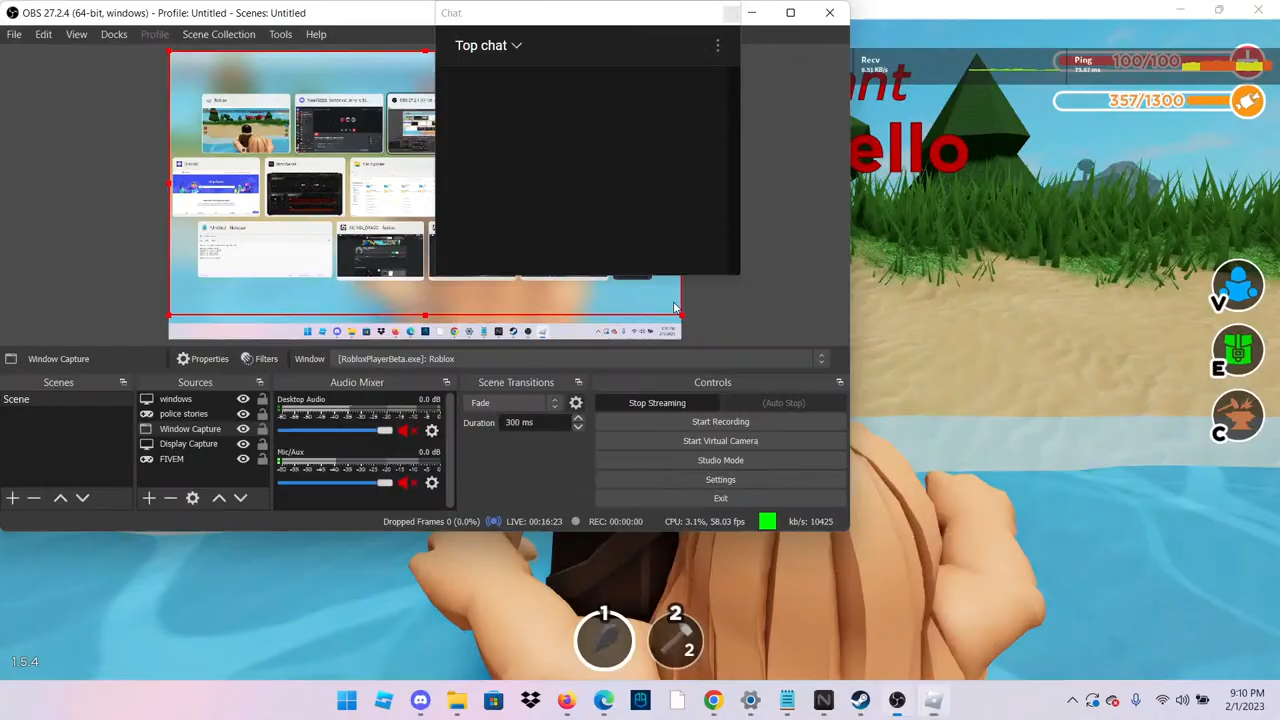 OBS 27.2.4 (64-bit, windows) - Profile: Untitled - Scenes: Untitled
File Edit View Docks Profile Scene Collection Tools Help
Chat
Top chat
Recv
Ping
100/100
357/1300
ello
V
E
C
Window Capture Properties Filters Window [RobloxPlayerBeta.exe]: Roblox
Scenes
Scene
Sources
windows
police stories
Window Capture
Display Capture
FIVEM
Audio Mixer
Desktop Audio 0.0 dB
Mic/Aux 0.0 dB
Scene Transitions
Fade
Duration 300 ms
Controls
Stop Streaming (Auto Stop)
Start Recording
Start Virtual Camera
Studio Mode
Settings
Exit
Dropped Frames 0 (0.0%) LIVE: 00:16:23 REC: 00:00:00 CPU: 3.1%, 58.03 fps kb/s: 10425
1 2
2
1.5.4
9:10 PM
2/1/2023